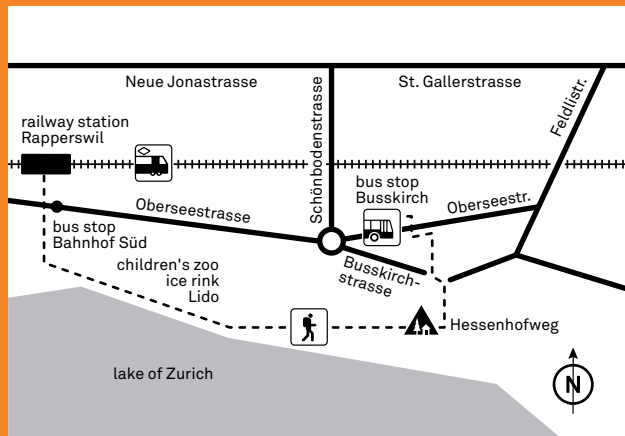 Neue Jonastrasse
St. Gallerstrasse
Schönbodenstrasse
Feldlistr.
railway station
Rapperswil
bus stop
Busskirch
Oberseestrasse
Oberseestr.
bus stop
Bahnhof Süd
children's zoo
ice rink
Lido
Busskirch-
strasse
Hessenhofweg
lake of Zurich
N